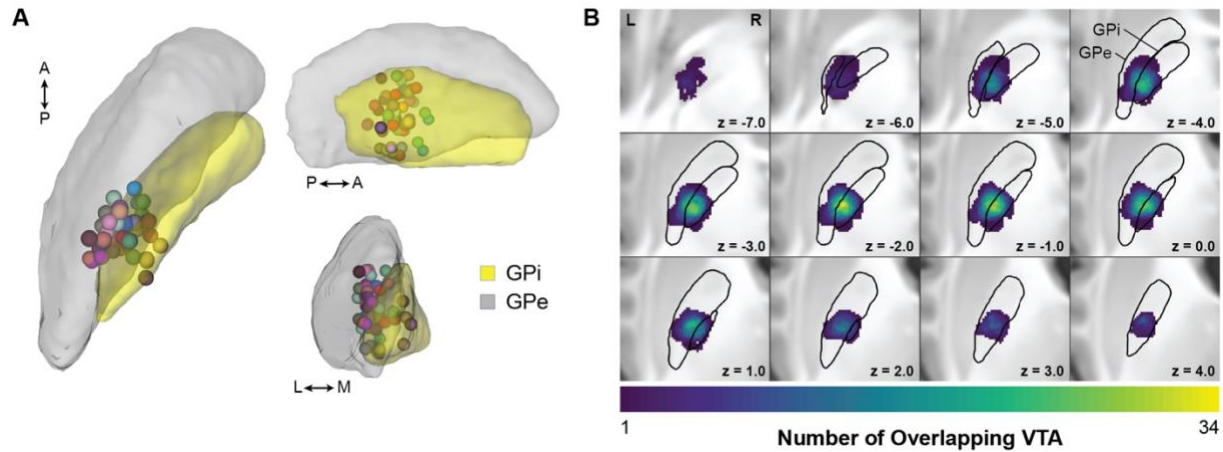 A
A
P
P A
L M
GPi
GPe
B
L R
GPi
GPe
z = -7.0 z = -6.0 z = -5.0 z = -4.0
z = -3.0 z = -2.0 z = -1.0 z = 0.0
z = 1.0 z = 2.0 z = 3.0 z = 4.0
1 34
Number of Overlapping VTA